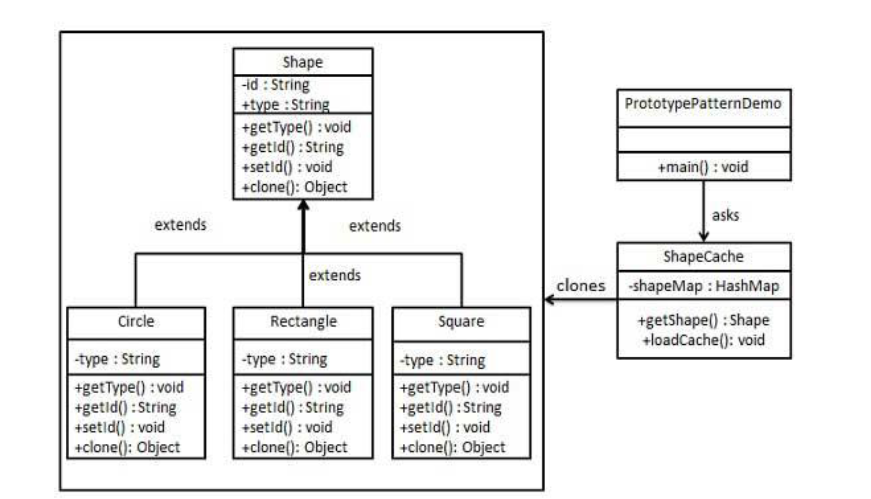 Shape
-id : String
+type : String
+getType() : void
+getId() : String
+setId() : void
+clone(): Object
extends
extends
extends
Circle
-type : String
+getType() : void
+getId() : String
+setId() : void
+clone(): Object
Rectangle
-type : String
+getType() : void
+getId() : String
+setId() : void
+clone(): Object
Square
-type : String
+getType() : void
+getId() : String
+setId() : void
+clone(): Object
PrototypePatternDemo
+main() : void
asks
ShapeCache
-shapeMap : HashMap
+getShape() : Shape
+loadCache(): void
clones